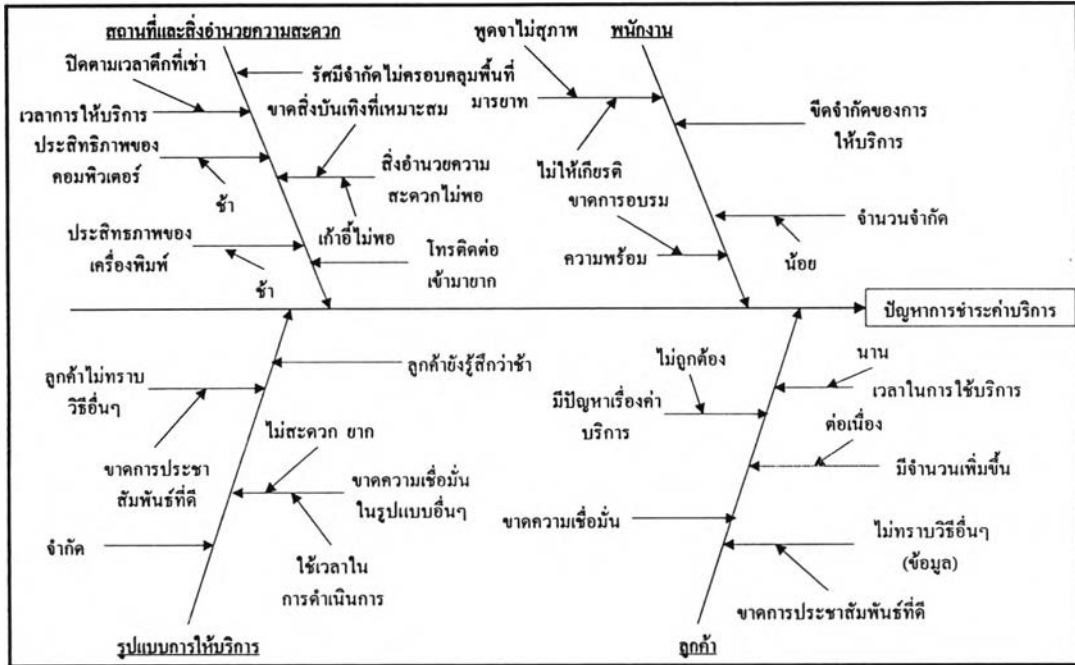 สถานที่และสิ่งอำนวยความสะดวก
ปิดตามเวลาตึกที่เช่า
รัศมีจำกัดไม่ครอบคลุมพื้นที่
เวลาการให้บริการ
ขาดสิ่งบันเทิงที่เหมาะสม
ประสิทธิภาพของ
คอมพิวเตอร์
ช้า
สิ่งอำนวยความ
สะดวกไม่พอ
เก้าอี้ไม่พอ
ประสิทธภาพของ
เครื่องพิมพ์
ช้า
โทรติดต่อ
เข้ามายาก
พนักงาน
พูดจาไม่สุภาพ
มารยาท
ไม่ให้เกียรติ
ขีดจำกัดของการ
ให้บริการ
ขาดการอบรม
ความพร้อม
จำนวนจำกัด
น้อย
ปัญหาการชำระค่าบริการ
ลูกค้ายังรู้สึกว่าช้า
ลูกค้าไม่ทราบ
วิธีอื่นๆ
ขาดการประชา
สัมพันธ์ที่ดี
ไม่สะดวก ยาก
ขาดความเชื่อมั่น
ในรูปแบบอื่นๆ
ใช้เวลาใน
การดำเนินการ
จำกัด
รูปแบบการให้บริการ
ไม่ถูกต้อง
มีปัญหาเรื่องค่า
บริการ
นาน
เวลาในการใช้บริการ
ต่อเนื่อง
มีจำนวนเพิ่มขึ้น
ขาดความเชื่อมั่น
ไม่ทราบวิธีอื่นๆ
(ข้อมูล)
ขาดการประชาสัมพันธ์ที่ดี
ลูกค้า